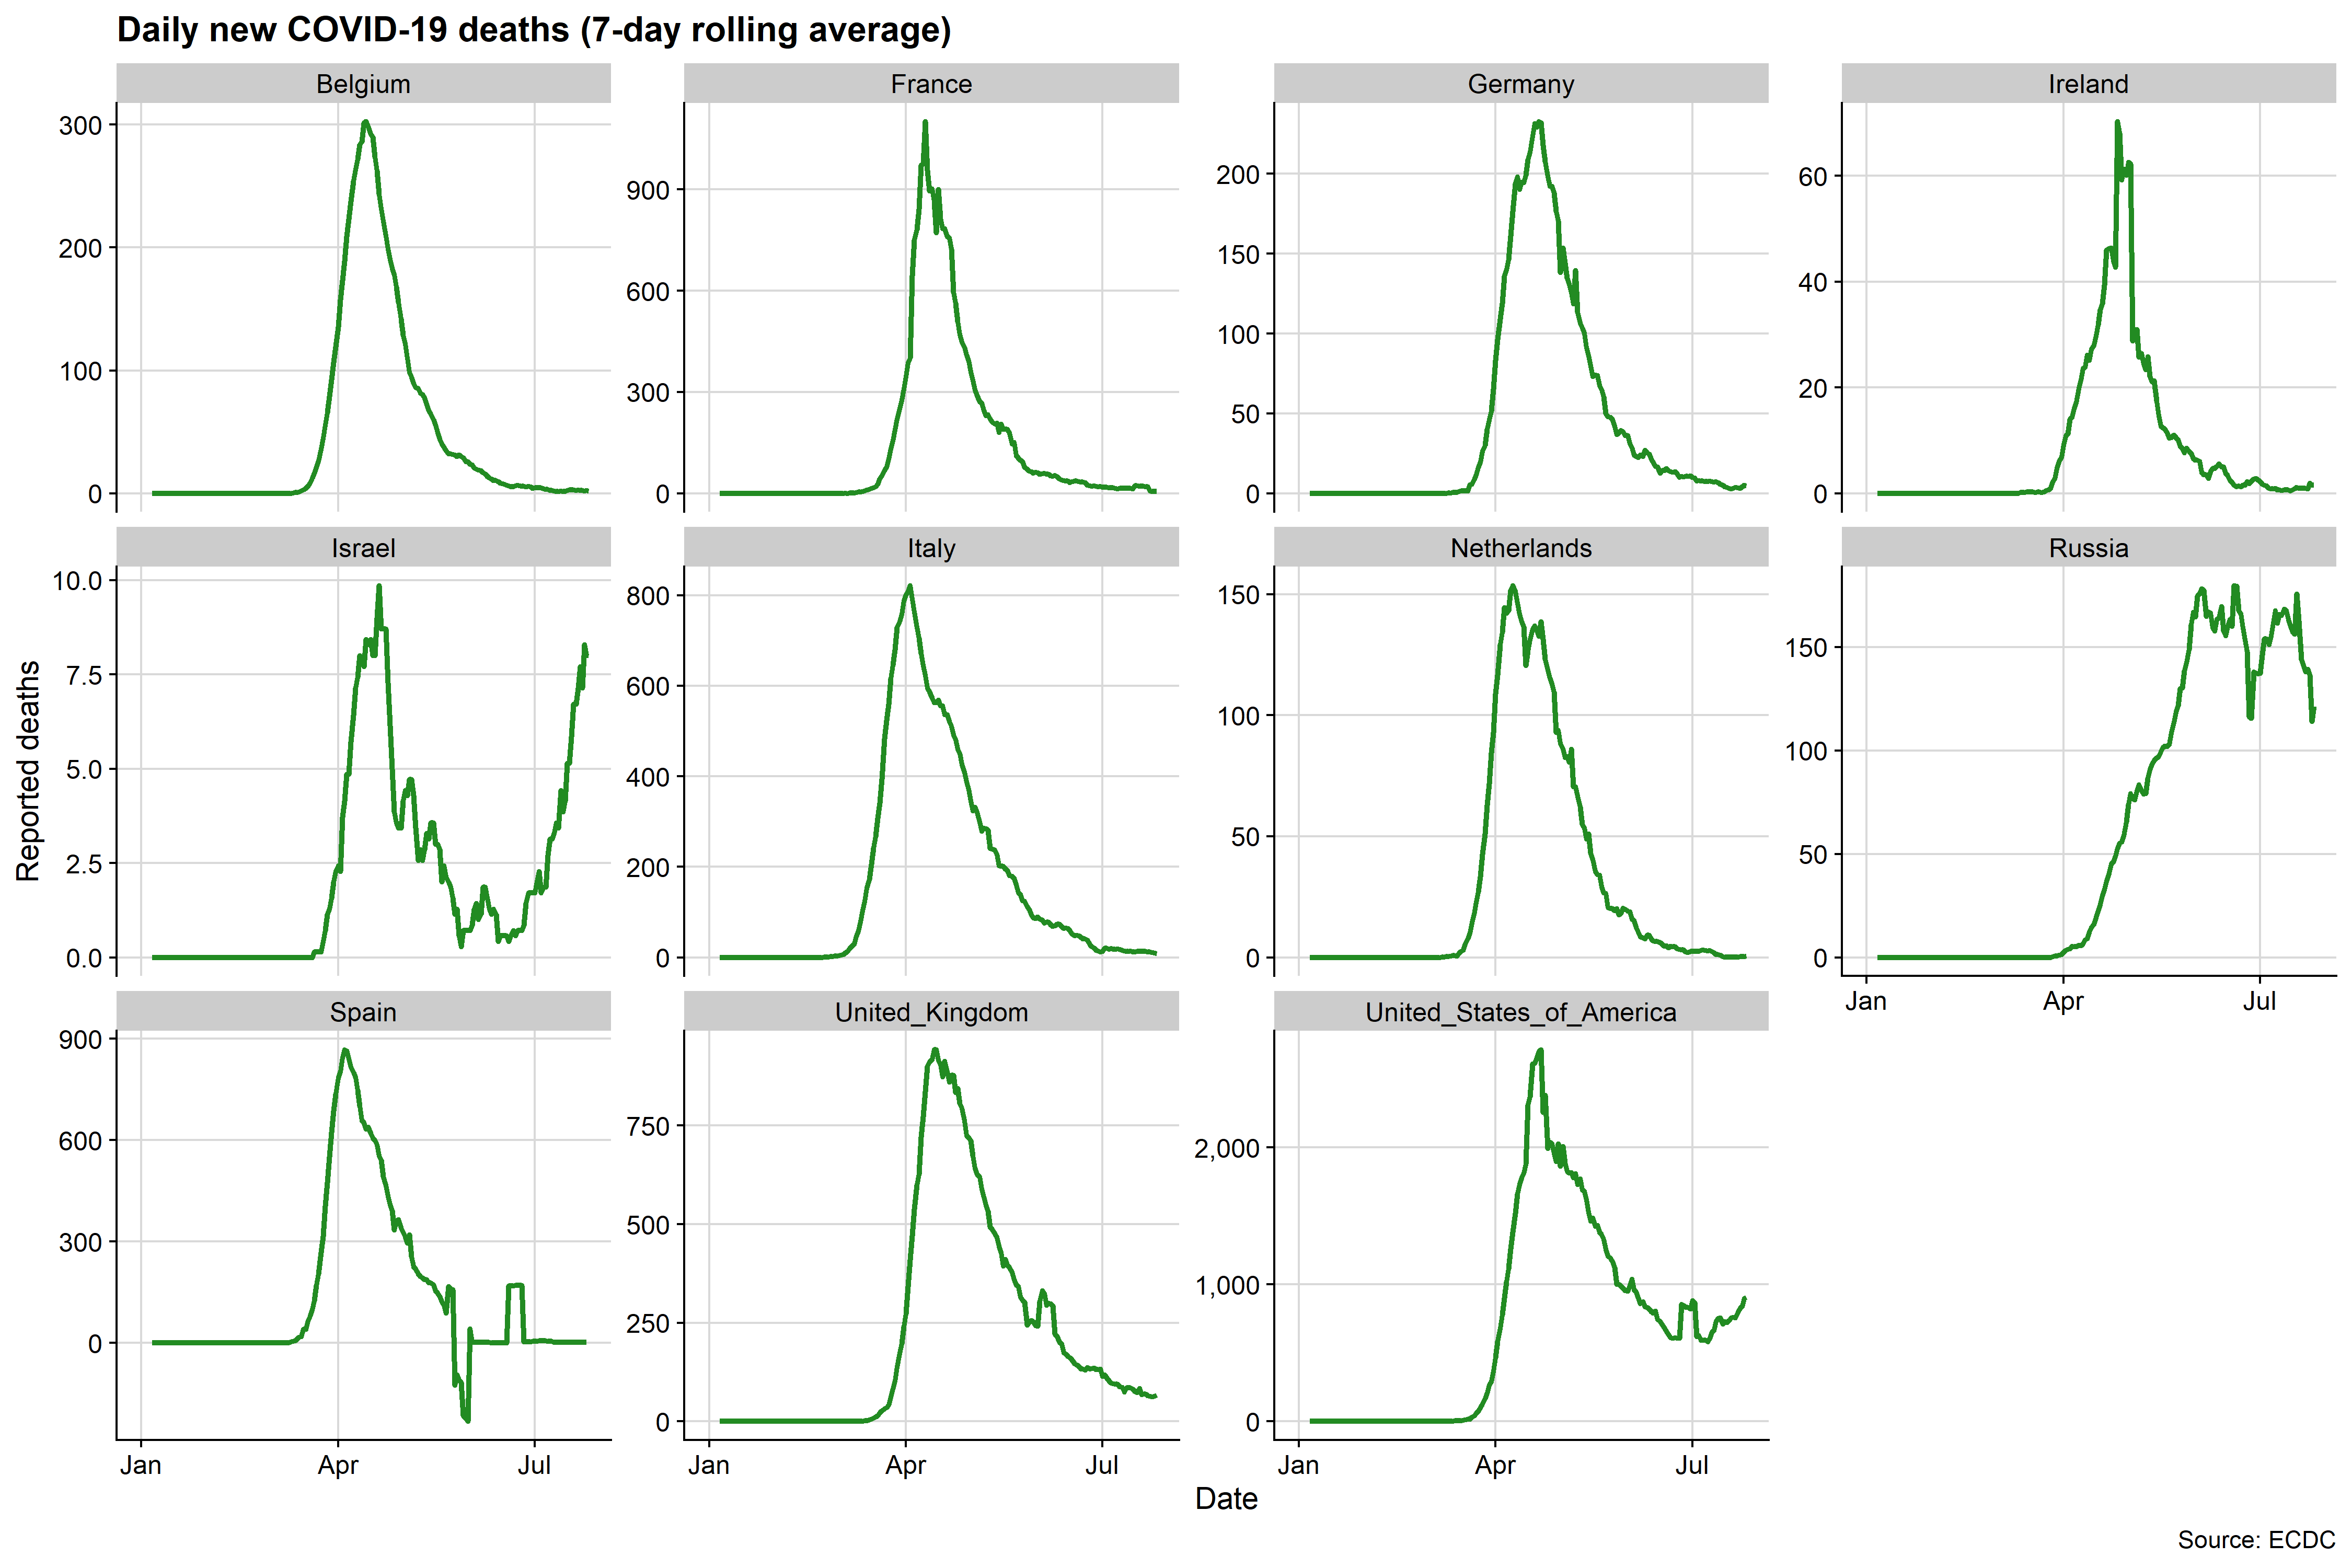 Daily new COVID-19 deaths (7-day rolling average)
Belgium
France
Germany
Ireland
300
200
100
0
900
600
300
0
200
150
100
50
0
60
40
20
0
Reported deaths
Israel
Italy
Netherlands
Russia
10.0
7.5
5.0
2.5
0.0
800
600
400
200
0
150
100
50
0
150
100
50
0
Jan Apr Jul
Spain
United_Kingdom
United_States_of_America
900
600
300
0
750
500
250
0
2,000
1,000
0
Jan Apr Jul
Jan Apr Jul
Jan Apr Jul
Date
Source: ECDC